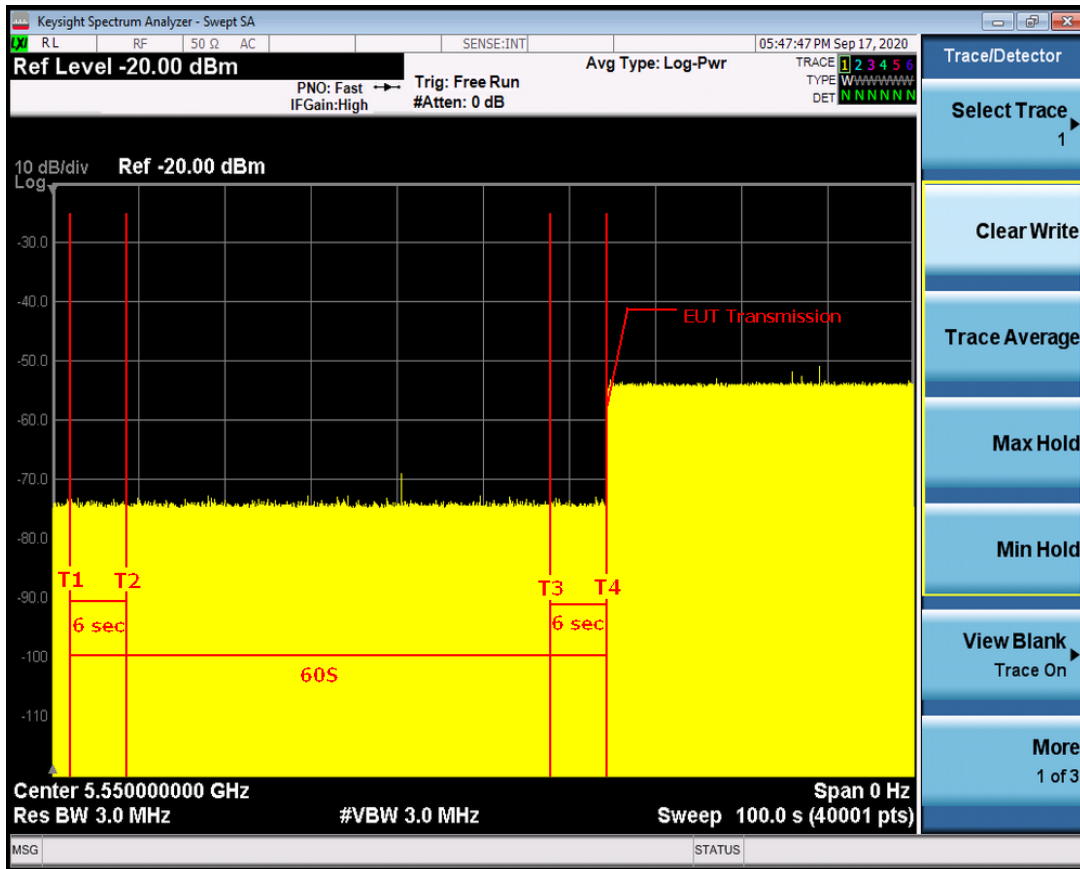 Keysight Spectrum Analyzer - Swept SA
LXI RL RF 50 Ω AC SENSE:INT 05:47:47 PM Sep 17, 2020
Ref Level -20.00 dBm
Avg Type: Log-Pwr
TRACE 1 2 3 4 5 6
PNO: Fast Trig: Free Run
TYPE WWWWWWW
IFGain:High #Atten: 0 dB
DET N N N N N N
10 dB/div Ref -20.00 dBm
Log
-30.0
-40.0
EUT Transmission
-50.0
-60.0
-70.0
-80.0
T1 T2 T3 T4
-90.0
6 sec 6 sec
-100
60S
-110
Center 5.550000000 GHz Span 0 Hz
Res BW 3.0 MHz #VBW 3.0 MHz Sweep 100.0 s (40001 pts)
MSG STATUS
Trace/Detector
Select Trace
1
Clear Write
Trace Average
Max Hold
Min Hold
View Blank
Trace On
More
1 of 3